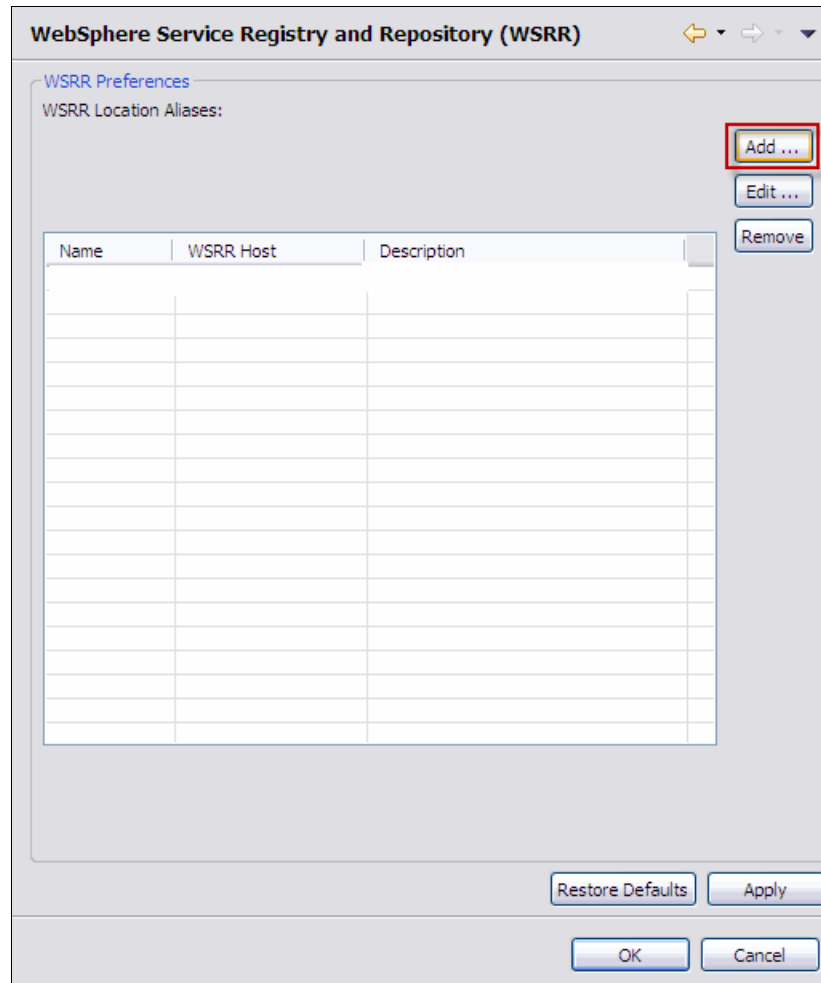 WebSphere Service Registry and Repository (WSRR)
WSRR Preferences
WSRR Location Aliases:
Add ...
Edit ...
Remove
Name WSRR Host Description
Restore Defaults Apply
OK Cancel